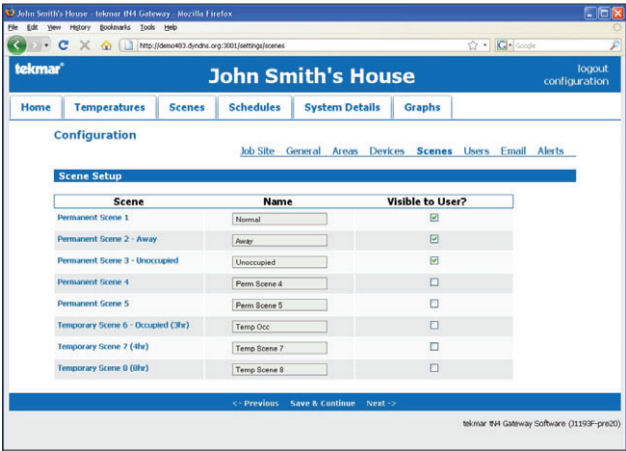 John Smith's House - tekmar tN4 Gateway - Mozilla Firefox
File Edit View History Bookmarks Tools Help
http://demo483.dyndns.org:3001/settings/scenes
Google
tekmar
John Smith's House
logout
configuration
Home Temperatures Scenes Schedules System Details Graphs
Configuration
Job Site General Areas Devices Scenes Users Email Alerts
Scene Setup
Scene Name Visible to User?
Permanent Scene 1 Normal
Permanent Scene 2 - Away Away
Permanent Scene 3 - Unoccupied Unoccupied
Permanent Scene 4 Perm Scene 4
Permanent Scene 5 Perm Scene 5
Temporary Scene 6 - Occupied (3hr) Temp Occ
Temporary Scene 7 (4hr) Temp Scene 7
Temporary Scene 8 (8hr) Temp Scene 8
<- Previous Save & Continue Next ->
tekmar tN4 Gateway Software (J1193F-pre20)